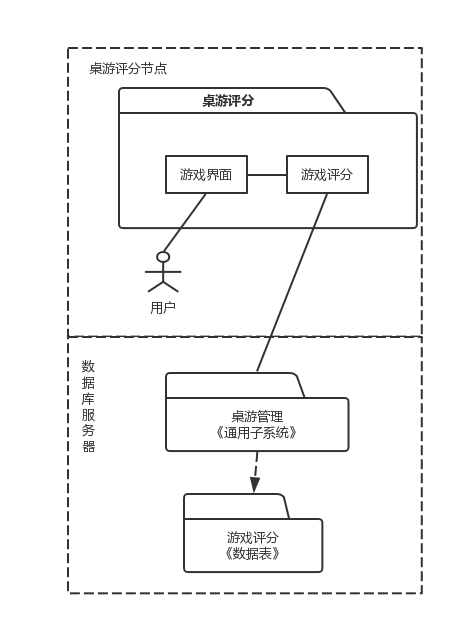 桌游评分节点
桌游评分
游戏界面
游戏评分
用户
数据库服务器
桌游管理
《通用子系统》
游戏评分
《数据表》